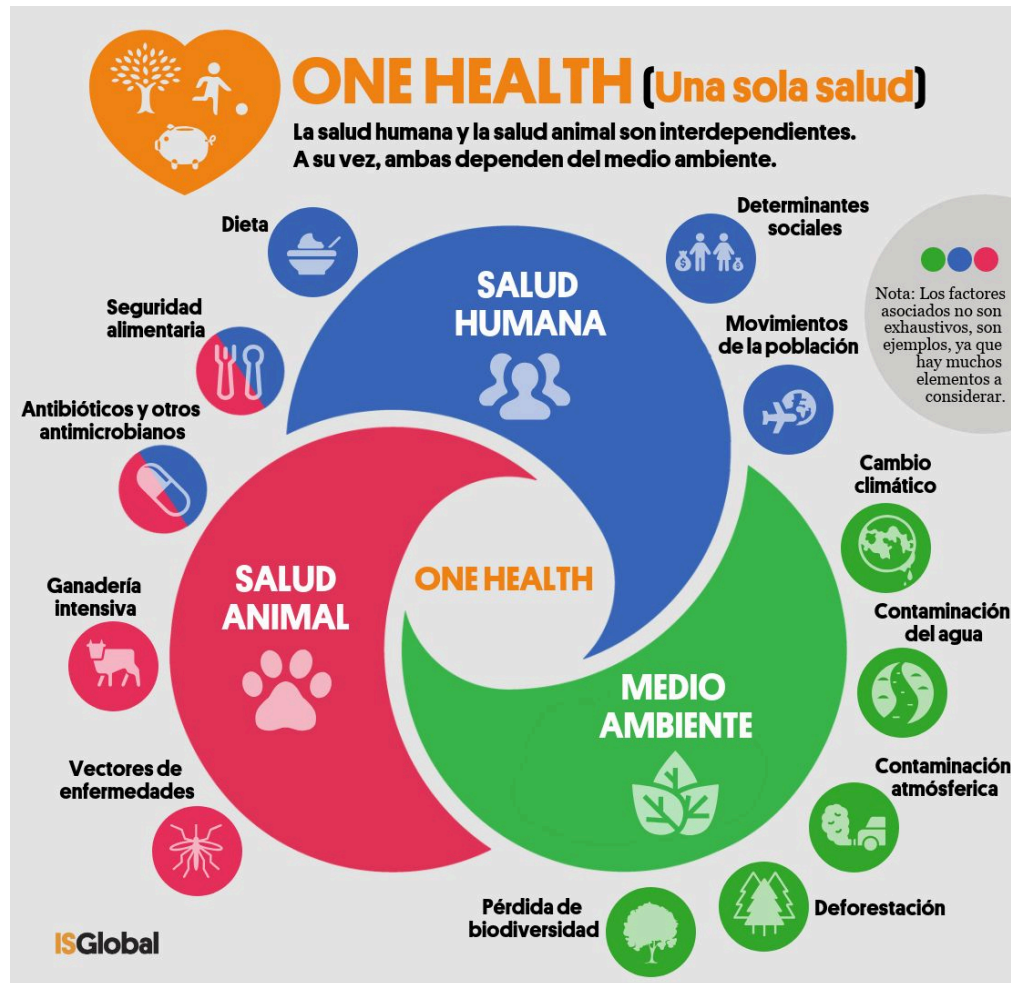 ONE HEALTH (Una sola salud)
La salud humana y la salud animal son interdependientes.
A su vez, ambas dependen del medio ambiente.
Dieta
Determinantes
sociales
SALUD
HUMANA
Seguridad
alimentaria
Movimientos
de la población
Nota: Los factores
asociados no son
exhaustivos, son
ejemplos, ya que
hay muchos
elementos a
considerar.
Antibióticos y otros
antimicrobianos
Cambio
climático
Ganadería
intensiva
SALUD
ANIMAL
ONE HEALTH
Contaminación
del agua
MEDIO
AMBIENTE
Vectores de
enfermedades
Contaminación
atmósferica
Pérdida de
biodiversidad
Deforestación
ISGlobal
$
$